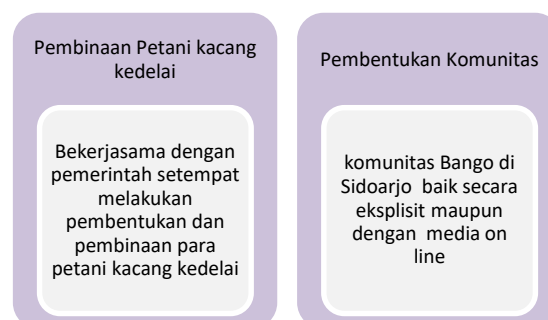 Pembinaan Petani kacang
kedelai
Bekerjasama dengan
pemerintah setempat
melakukan
pembentukan dan
pembinaan para
petani kacang kedelai
Pembentukan Komunitas
komunitas Bango di
Sidoarjo baik secara
eksplisit maupun
dengan media on
line